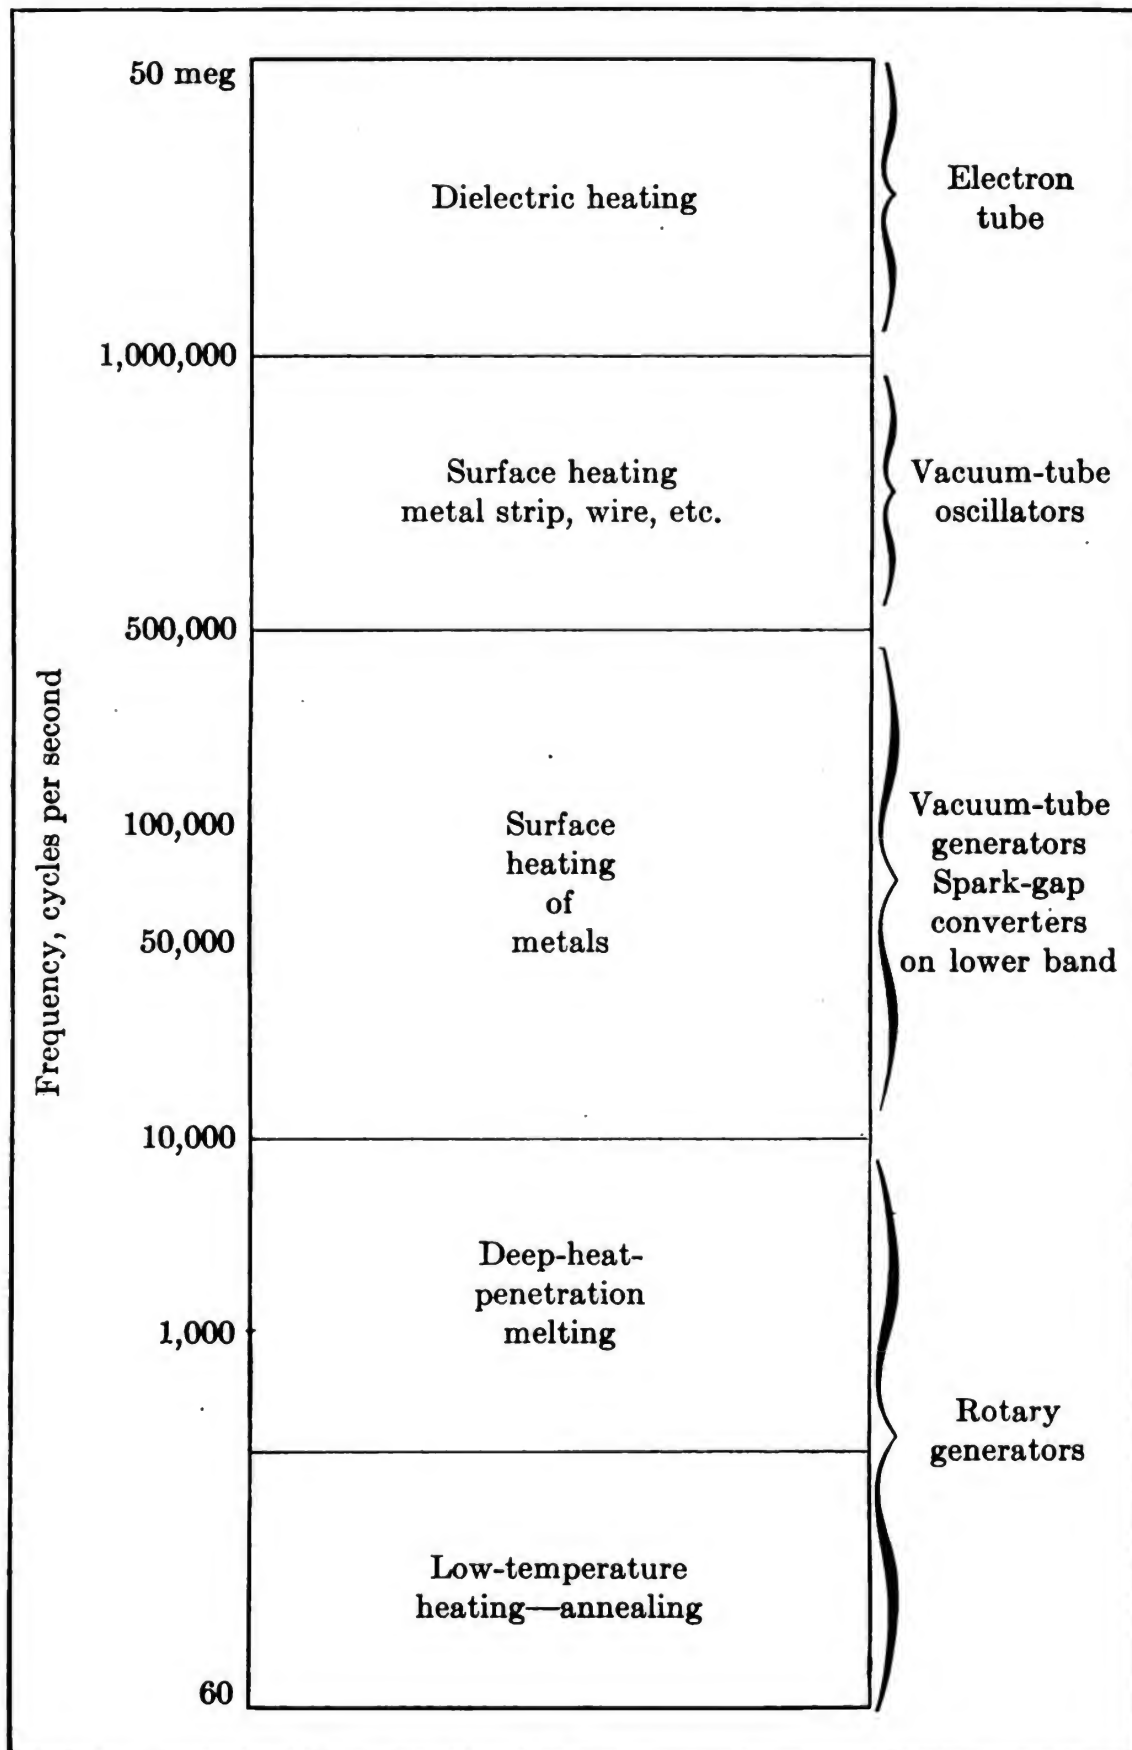 50 meg
Dielectric heating
Electron
tube
1,000,000
Surface heating
metal strip, wire, etc.
Vacuum-tube
oscillators
500,000
Frequency, cycles per second
100,000
50,000
Surface
heating
of
metals
Vacuum-tube
generators
Spark-gap
converters
on lower band
10,000
Deep-heat-
penetration
melting
1,000
Rotary
generators
Low-temperature
heating—annealing
60